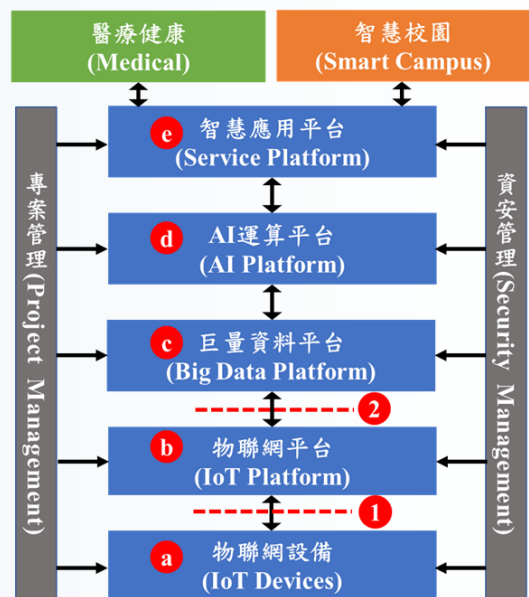 醫療健康
(Medical)
智慧校園
(Smart Campus)
專案管理(Project Management)
資安管理(Security Management)
e
智慧應用平台
(Service Platform)
d
AI運算平台
(AI Platform)
c
巨量資料平台
(Big Data Platform)
2
b
物聯網平台
(IoT Platform)
1
a
物聯網設備
(IoT Devices)